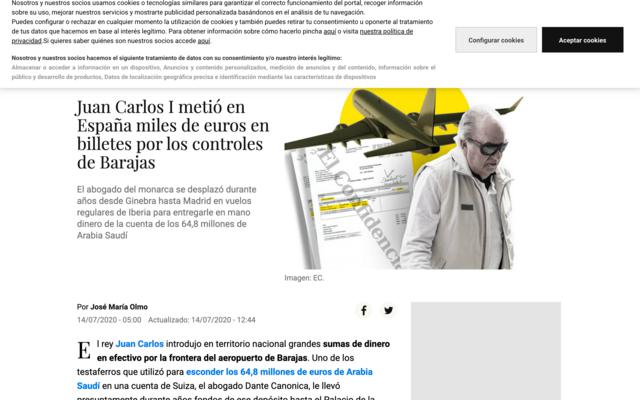 Nosotros y nuestros socios usamos cookies o tecnologías similares para garantizar el correcto funcionamiento del portal, recoger información
sobre su uso, mejorar nuestros servicios y mostrarte publicidad personalizada basándonos en el análisis de tu navegación.
Puedes configurar o rechazar en cualquier momento la utilización de cookies y también puedes retirar tu consentimiento u oponerte al tratamiento
de tus datos que hacemos en base al interés legítimo. Para obtener información sobre cómo hacerlo pincha aquí o visita nuestra política de
privacidad.Si quieres saber quiénes son nuestros socios accede aquí.
Configurar cookies
Aceptar cookies
Nosotros y nuestros socios hacemos el siguiente tratamiento de datos con su consentimiento y/o nuestro interés legítimo:
Almacenar o acceder a información en un dispositivo, Anuncios y contenido personalizados, medición de anuncios y del contenido, información sobre el
público y desarrollo de productos, Datos de localización geográfica precisa e identificación mediante las características de dispositivos
Juan Carlos I metió en
España miles de euros en
billetes por los controles
de Barajas
El abogado del monarca se desplazó durante
años desde Ginebra hasta Madrid en vuelos
regulares de Iberia para entregarle en mano
dinero de la cuenta de los 64,8 millones de
Arabia Saudí
El Confidencial
Imagen: EC.
Por José María Olmo
14/07/2020 - 05:00 Actualizado: 14/07/2020 - 12:44
El rey Juan Carlos introdujo en territorio nacional grandes sumas de dinero
en efectivo por la frontera del aeropuerto de Barajas. Uno de los
testaferros que utilizó para esconder los 64,8 millones de euros de Arabia
Saudí en una cuenta de Suiza, el abogado Dante Canonica, le llevó
presuntamente durante años fondos de ese depósito hasta el Palacio de la